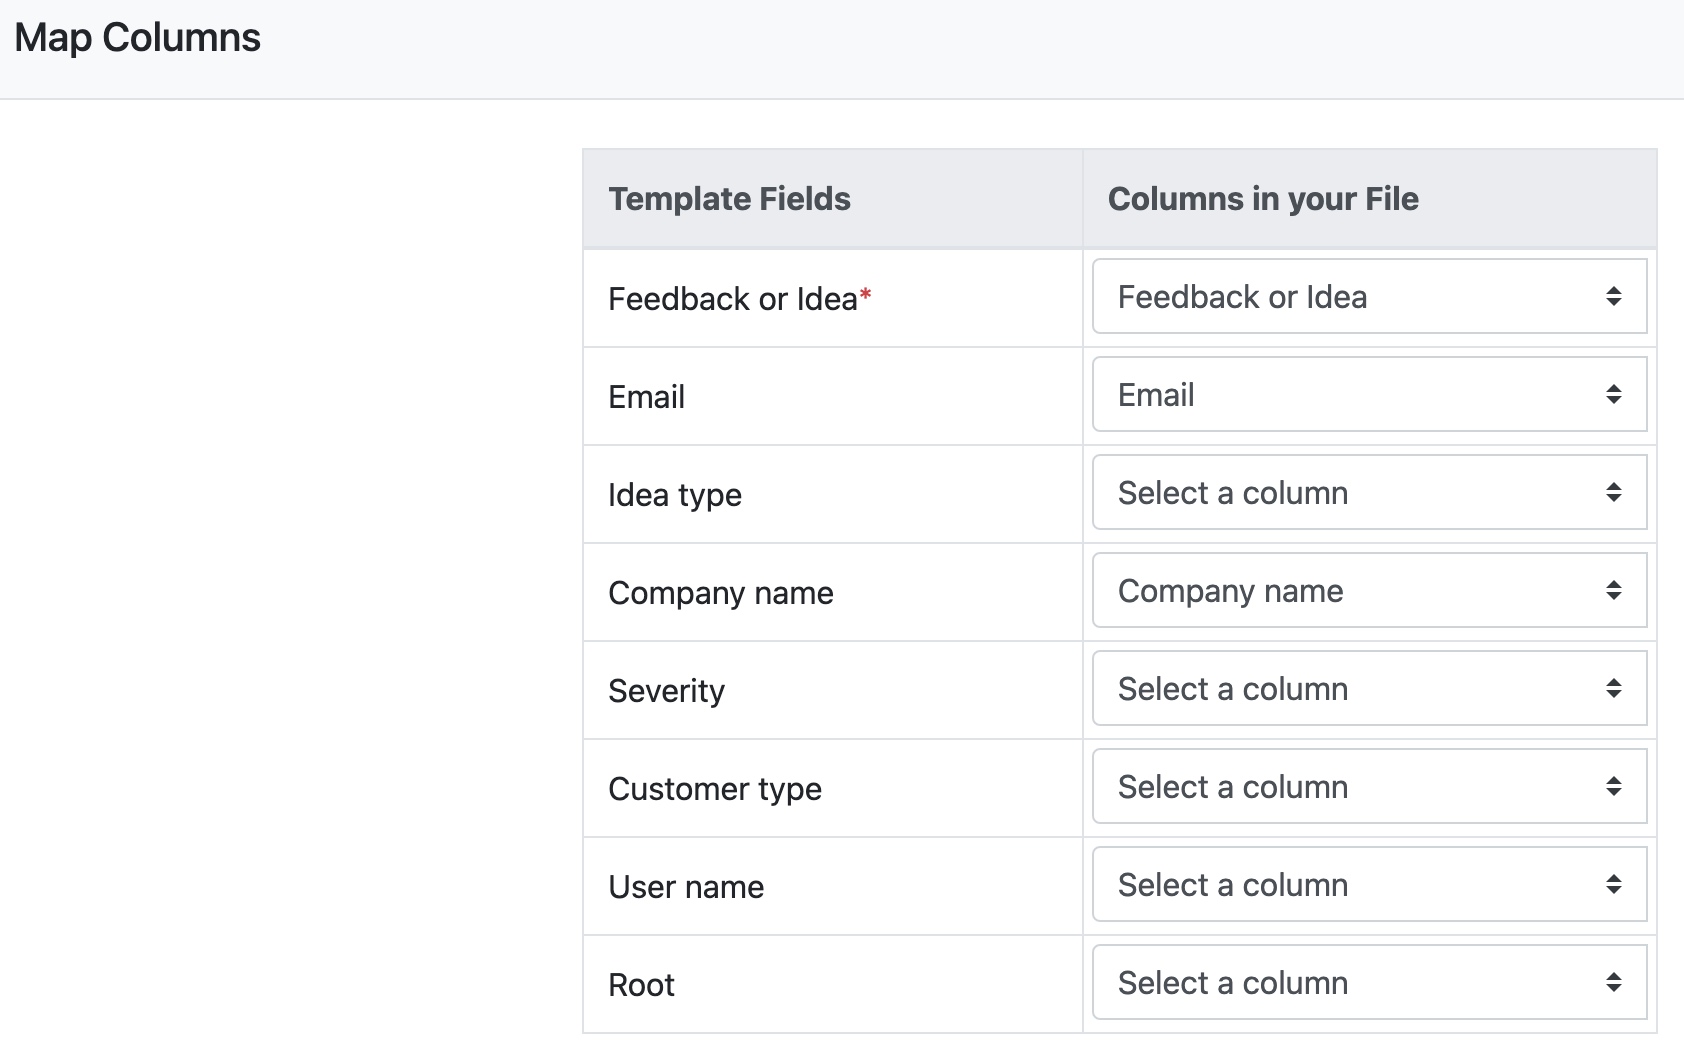 Map Columns
Template Fields Columns in your File
Feedback or Idea* Feedback or Idea
Email Email
Idea type Select a column
Company name Company name
Severity Select a column
Customer type Select a column
User name Select a column
Root Select a column